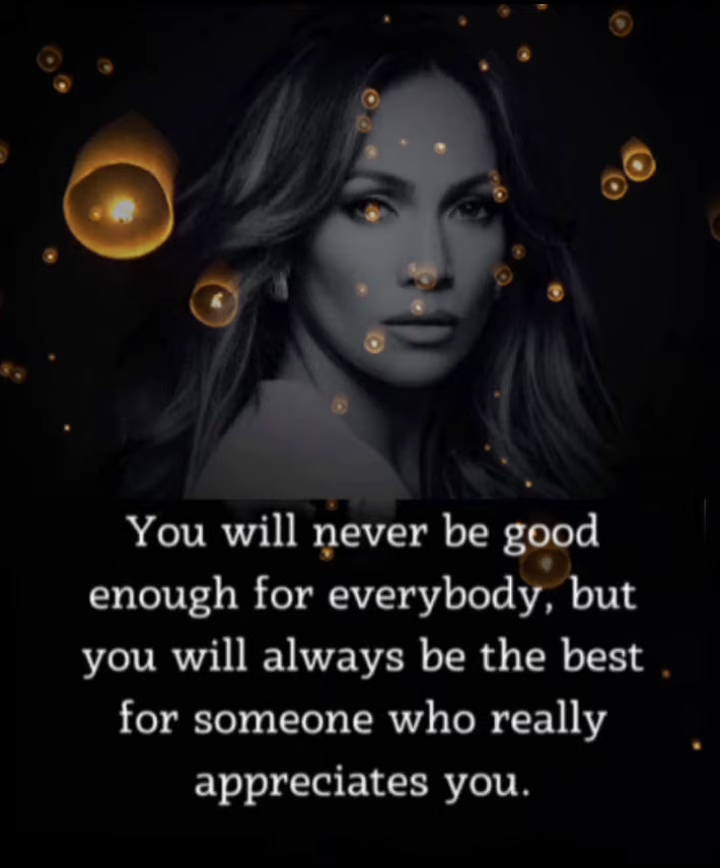 You will never be good
enough for everybody, but
you will always be the best
for someone who really
appreciates you.